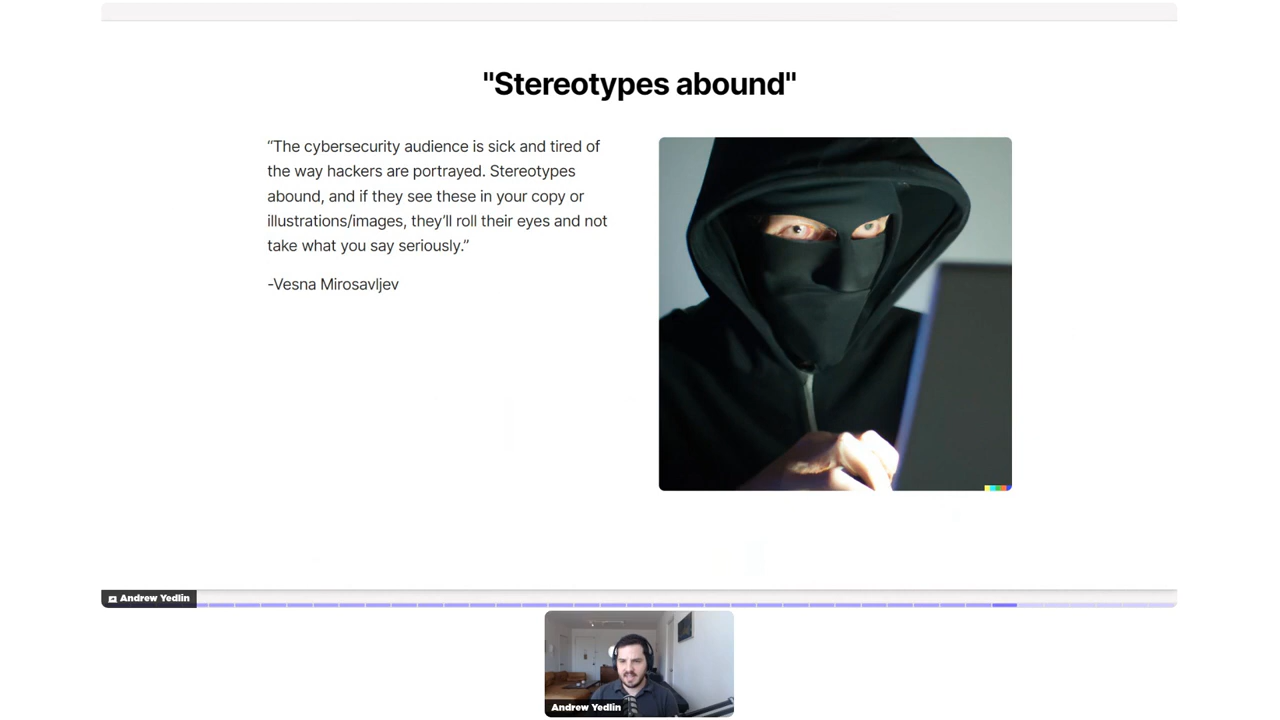 "Stereotypes abound"
“The cybersecurity audience is sick and tired of
the way hackers are portrayed. Stereotypes
abound, and if they see these in your copy or
illustrations/images, they’ll roll their eyes and not
take what you say seriously.”
-Vesna Mirosavljev
Andrew Yedlin
Andrew Yedlin